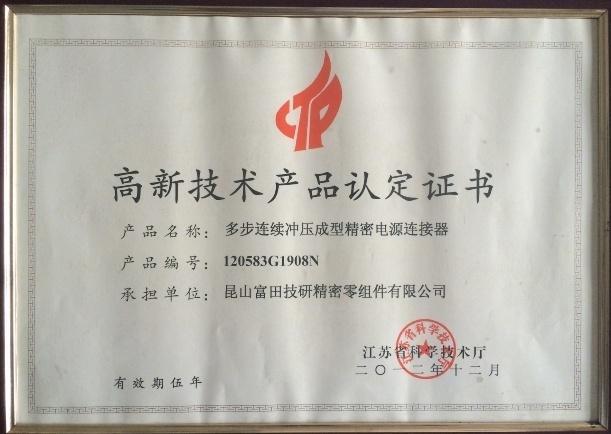 高新技术产品认定证书
产品名称：多步连续冲压成型精密电源连接器
产品编号：120583G1908N
承担单位：昆山富田技研精密零组件有限公司
江苏省科学技术厅
二〇一二年十二月
有效期伍年